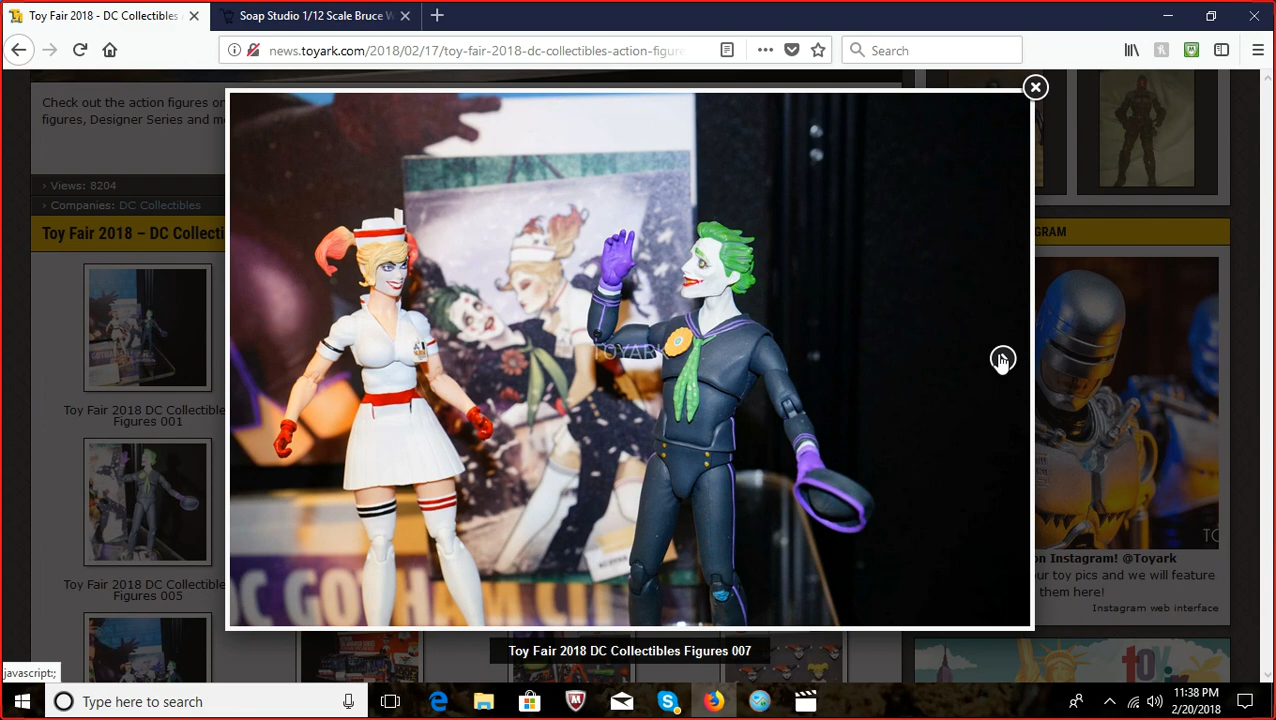 Toy Fair 2018 - DC Collectibles
Soap Studio 1/12 Scale Bruce W
news.toyark.com/2018/02/17/toy-fair-2018-dc-collectibles-action-figure
Search
Check out the action figures
figures, Designer Series and
› Views: 8204
› Companies: DC Collectibles
Toy Fair 2018 – DC Collecti
GRAM
TOYARK
DC GOTHAM CITY
Toy Fair 2018 DC Collectible
Figures 001
Toy Fair 2018 DC Collectible
Figures 005
on Instagram! @Toyark
our toy pics and we will feature
them here!
Instagram web interface
Toy Fair 2018 DC Collectibles Figures 007
javascript:;
Type here to search
11:38 PM
2/20/2018